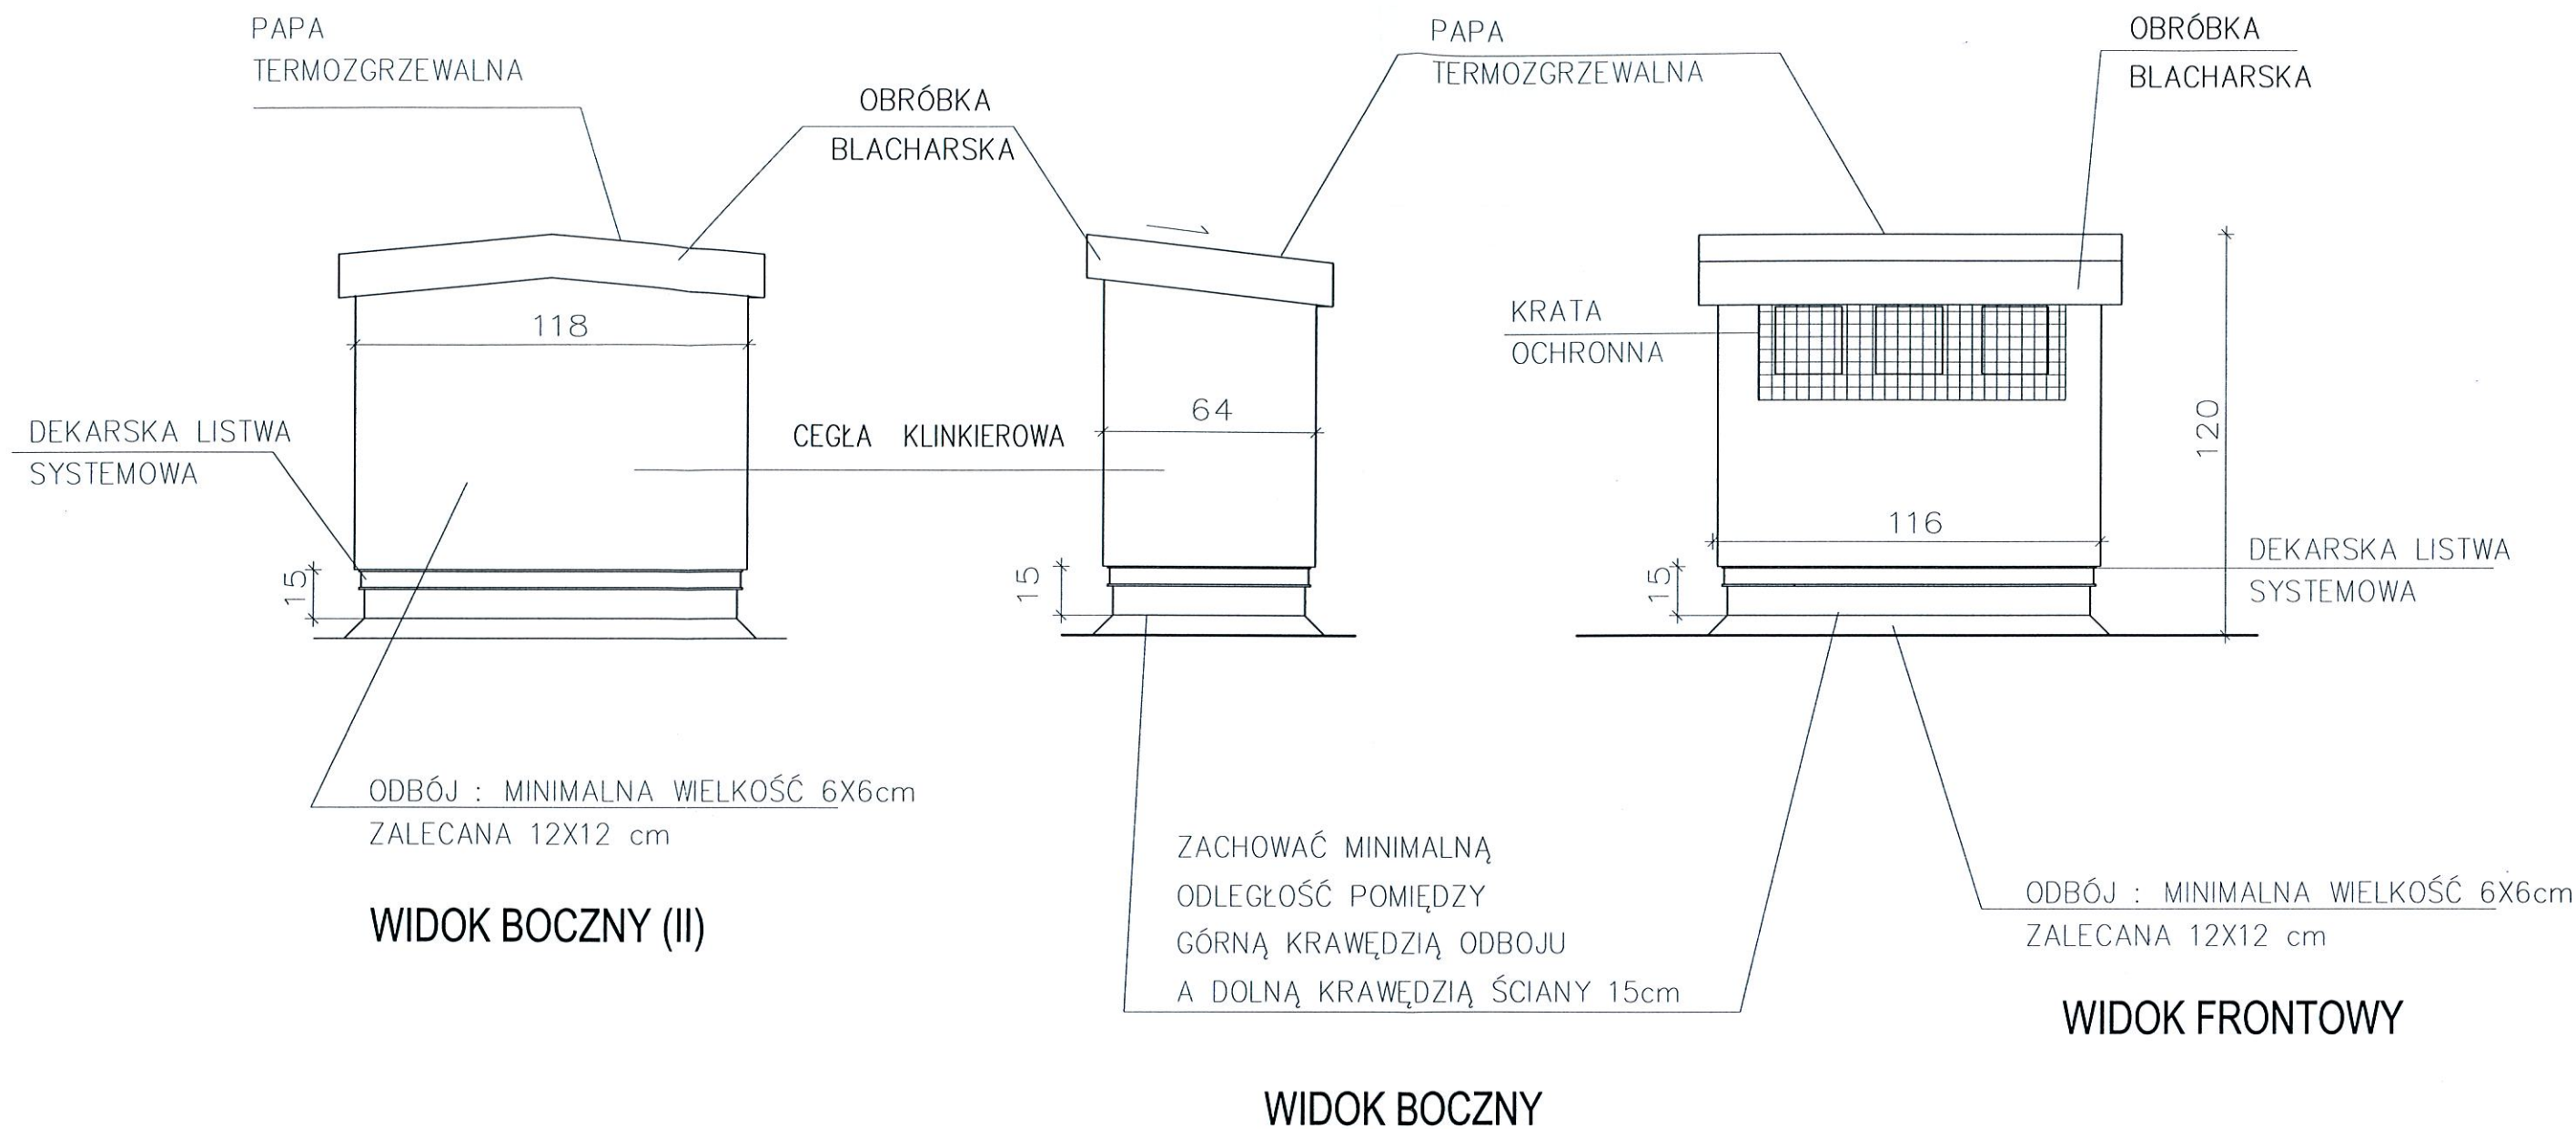 PAPA
TERMOZGRZEWALNA
OBRÓBKA
BLACHARSKA
PAPA
TERMOZGRZEWALNA
OBRÓBKA
BLACHARSKA
118
DEKARSKA LISTWA
SYSTEMOWA
CEGŁA KLINKIEROWA
64
KRATA
OCHRONNA
120
116
15
15
15
DEKARSKA LISTWA
SYSTEMOWA
ODBÓJ : MINIMALNA WIELKOŚĆ 6X6cm
ZALECANA 12X12 cm
WIDOK BOCZNY (II)
ZACHOWAĆ MINIMALNĄ
ODLEGŁOŚĆ POMIĘDZY
GÓRNĄ KRAWĘDZIĄ ODBOJU
A DOLNĄ KRAWĘDZIĄ ŚCIANY 15cm
WIDOK BOCZNY
ODBÓJ : MINIMALNA WIELKOŚĆ 6X6cm
ZALECANA 12X12 cm
WIDOK FRONTOWY